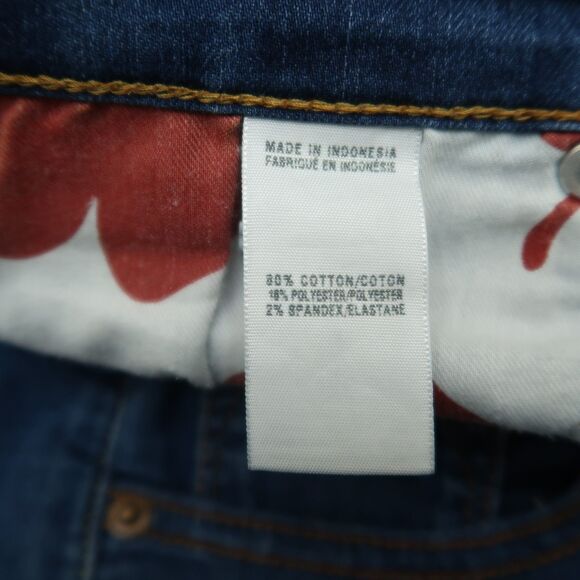 MADE IN INDONESIA
FABRIQUÉ EN INDONÉSIE
80% COTTON/COTON
18% POLYESTER/POLYESTER
2% SPANDEX/ELASTANE